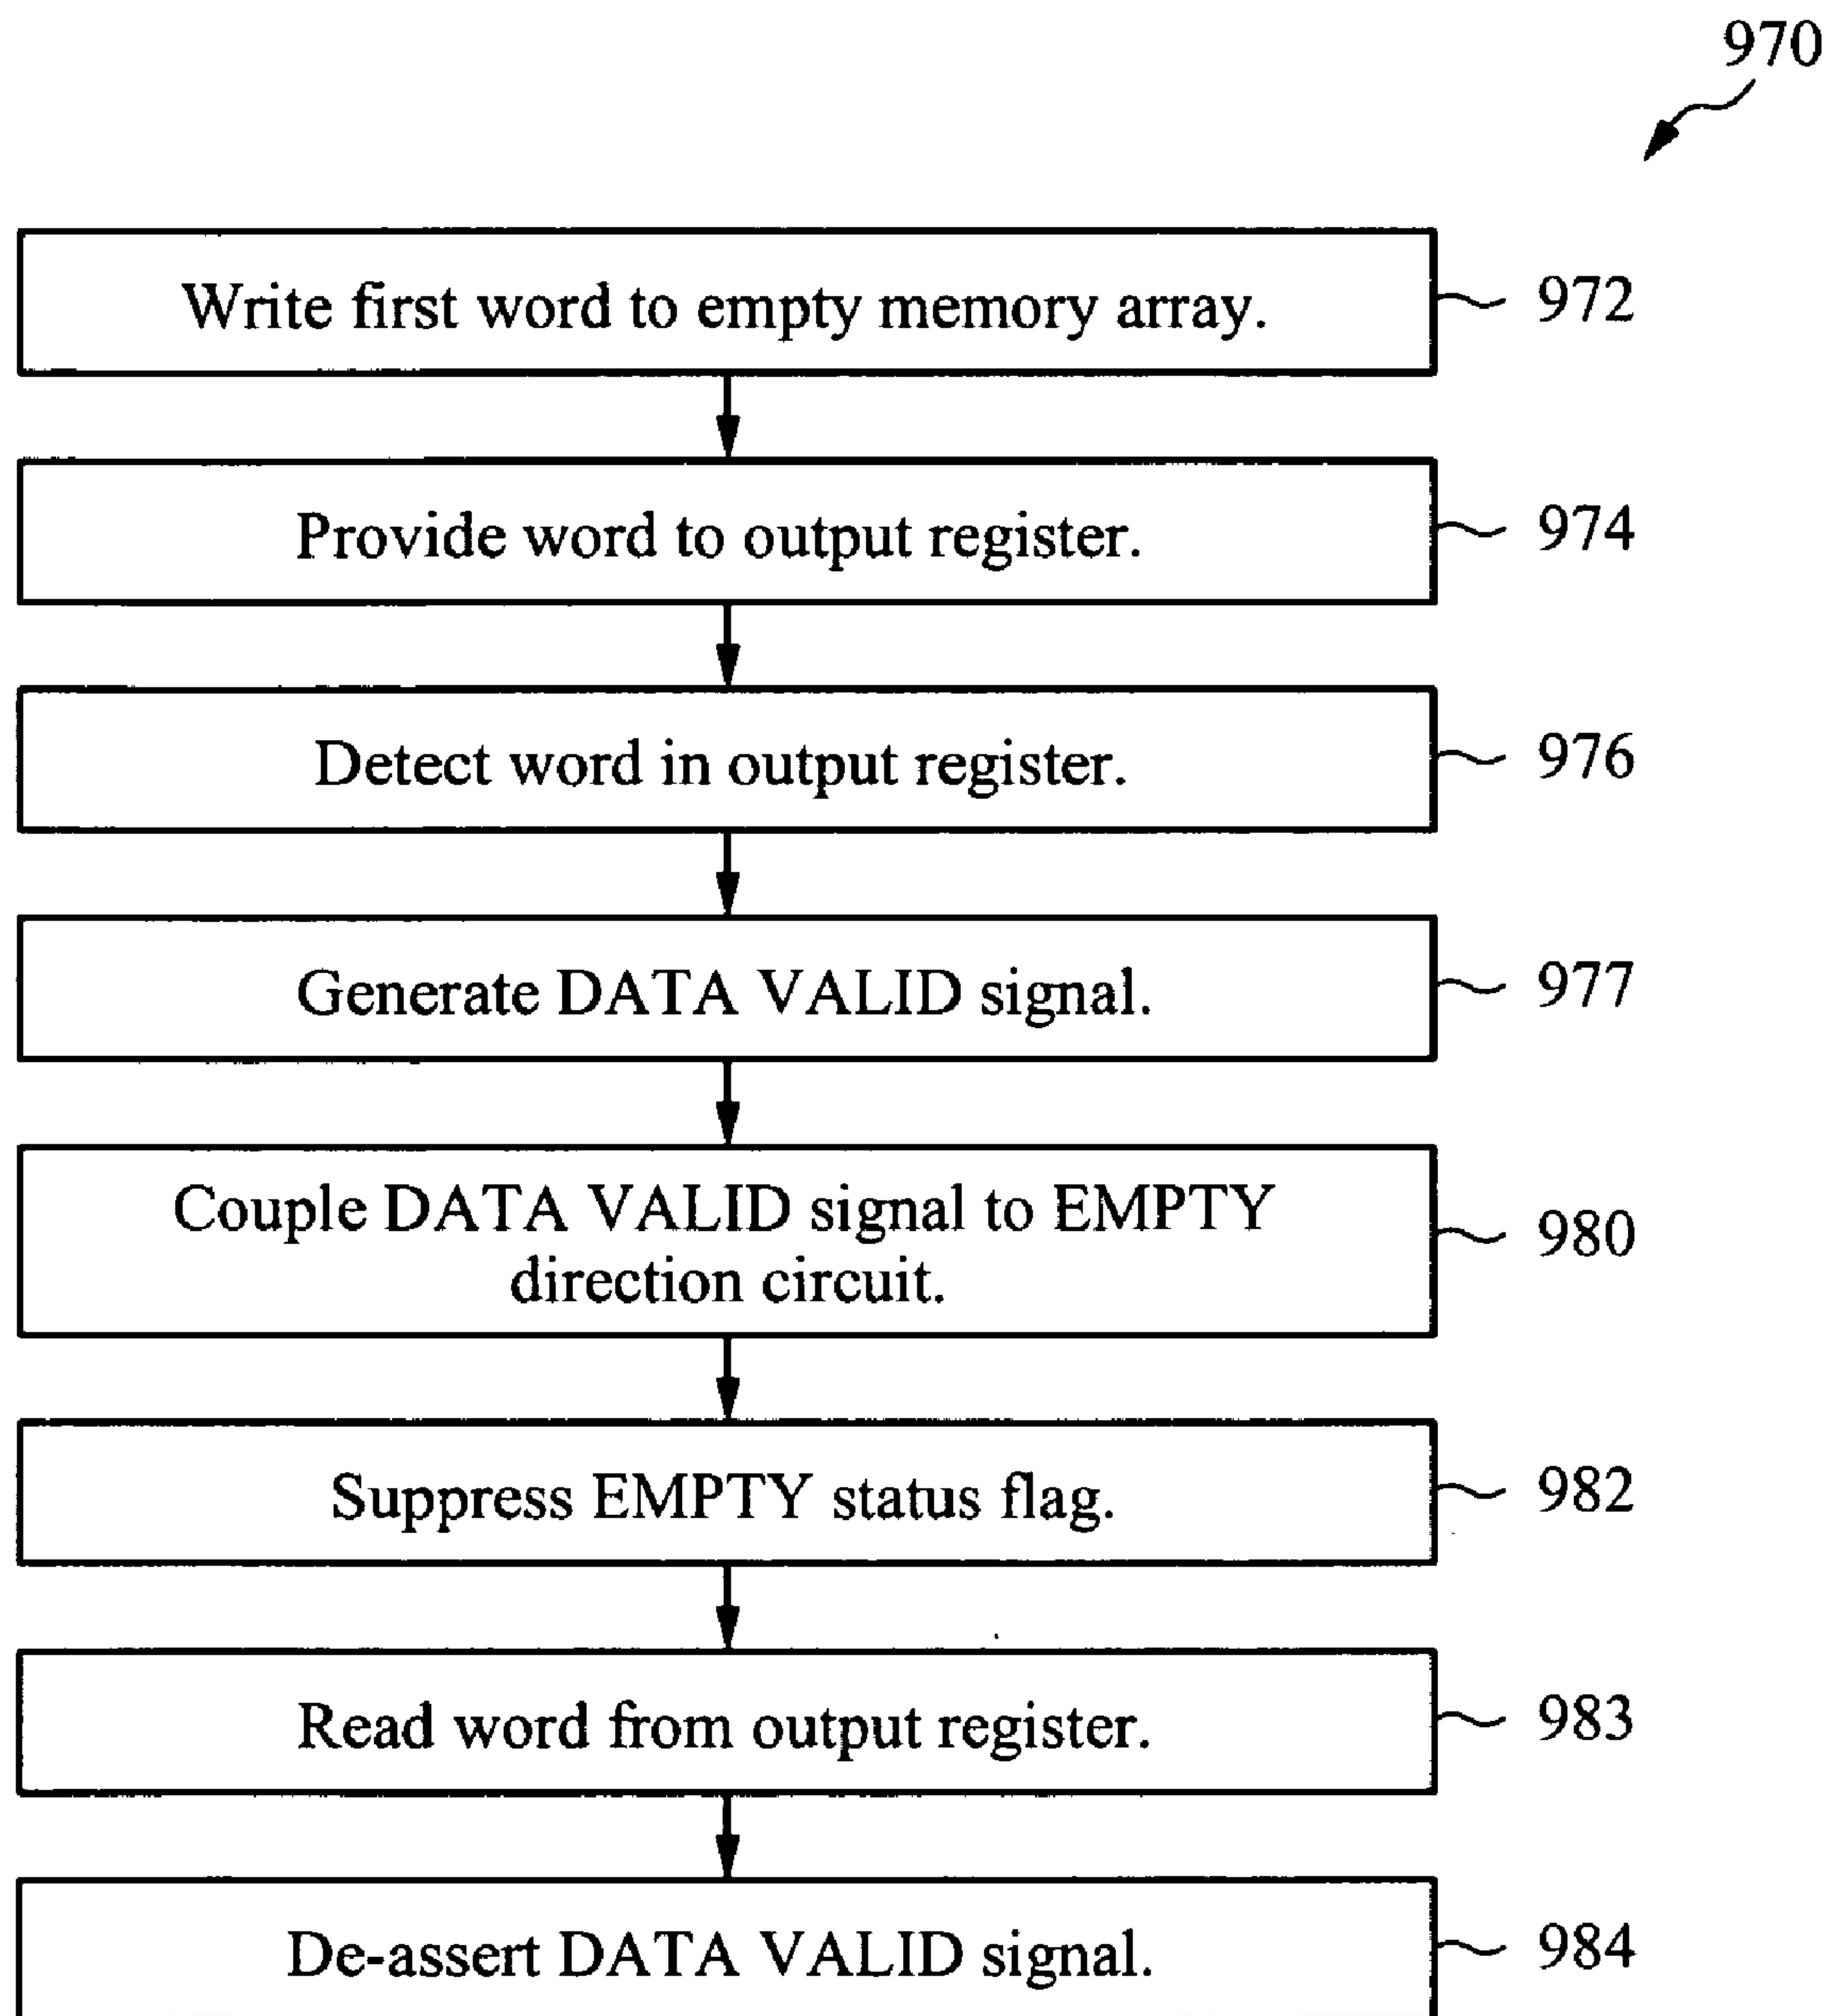 970
Write first word to empty memory array.
972
Provide word to output register.
974
Detect word in output register.
976
Generate DATA VALID signal.
977
Couple DATA VALID signal to EMPTY
direction circuit.
980
Suppress EMPTY status flag.
982
Read word from output register.
983
De-assert DATA VALID signal.
984